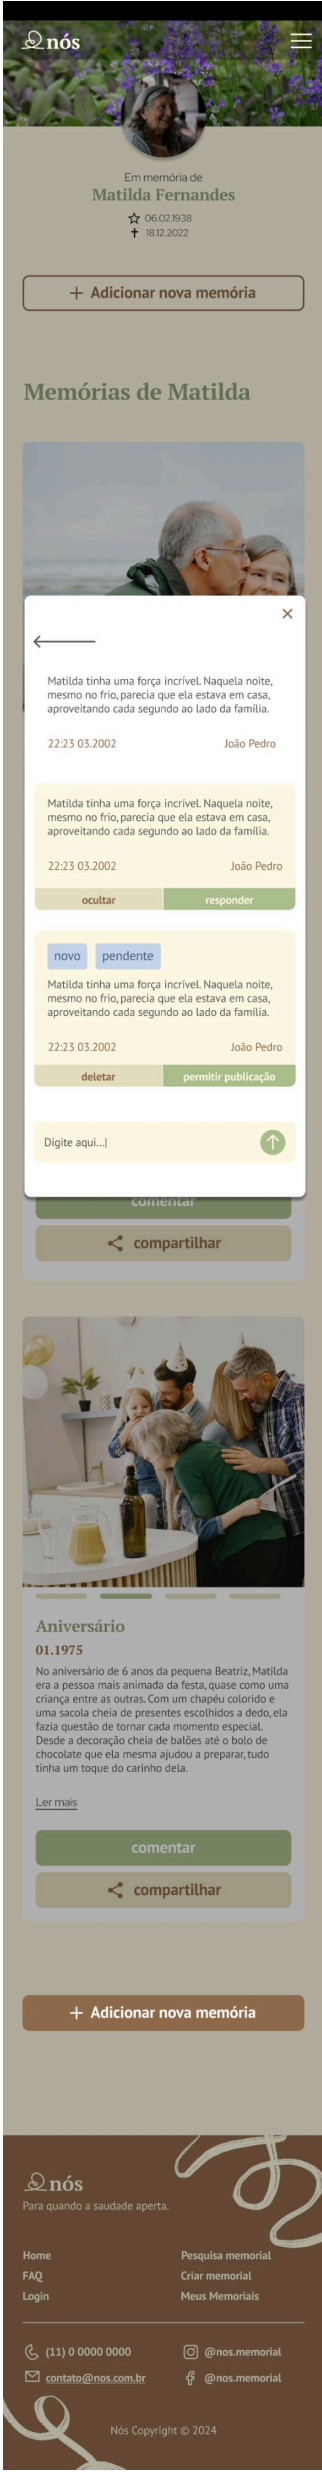 nós
Em memória de
Matilda Fernandes
06.02.1938
18.12.2022
+ Adicionar nova memória
Memórias de Matilda
Matilda tinha uma força incrível. Naquela noite,
mesmo no frio, parecia que ela estava em casa,
aproveitando cada segundo ao lado da família.
22:23 03.2002 João Pedro
Matilda tinha uma força incrível. Naquela noite,
mesmo no frio, parecia que ela estava em casa,
aproveitando cada segundo ao lado da família.
22:23 03.2002 João Pedro
ocultar responder
novo pendente
Matilda tinha uma força incrível. Naquela noite,
mesmo no frio, parecia que ela estava em casa,
aproveitando cada segundo ao lado da família.
22:23 03.2002 João Pedro
deletar permitir publicação
Digite aqui...|
comentar
compartilhar
Aniversário
01.1975
No aniversário de 6 anos da pequena Beatriz, Matilda
era a pessoa mais animada da festa, quase como uma
criança entre as outras. Com um chapéu colorido e
uma sacola cheia de presentes escolhidos a dedo, ela
fazia questão de tornar cada momento especial.
Desde a decoração cheia de balões até o bolo de
chocolate que ela mesma ajudou a preparar, tudo
tinha um toque do carinho dela.
Ler mais
comentar
compartilhar
+ Adicionar nova memória
nós
Para quando a saudade aperta.
Home Pesquisa memorial
FAQ Criar memorial
Login Meus Memoriais
(11) 0 0000 0000 @nos.memorial
contato@nos.com.br @nos.memorial
Nós Copyright © 2024